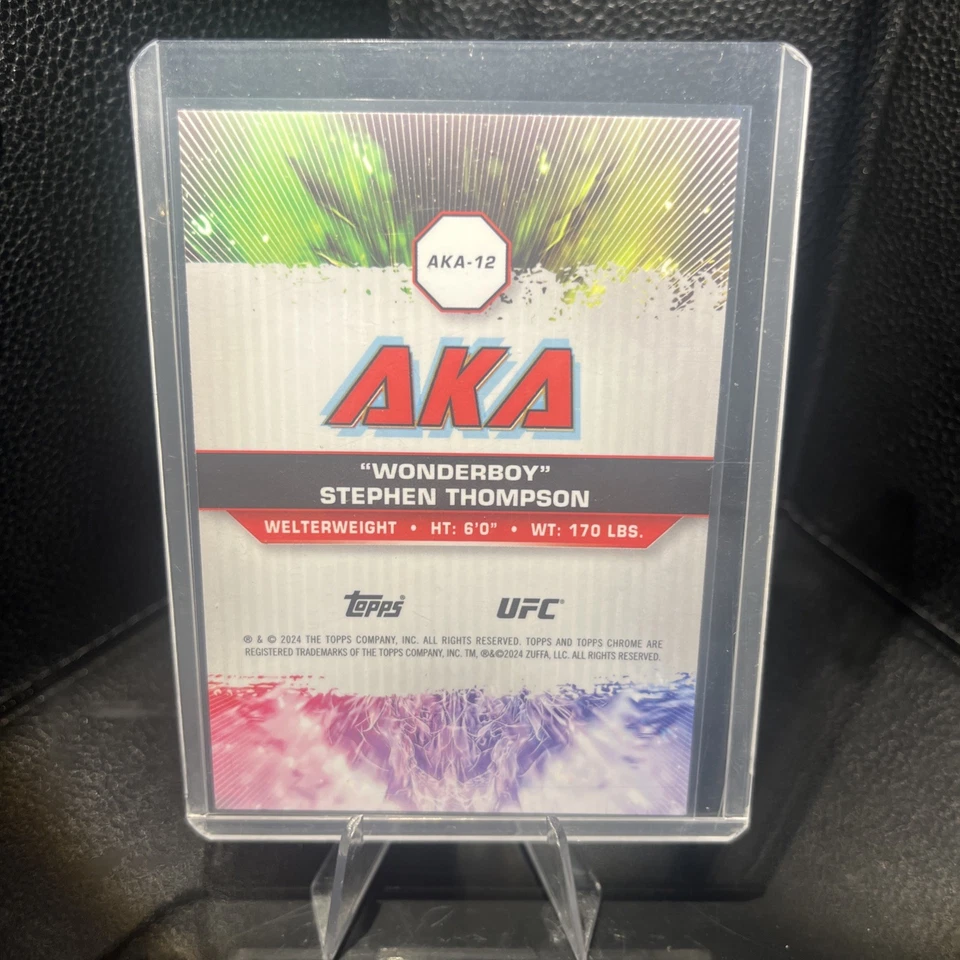 AKA-12
AKA
“WONDERBOY”
STEPHEN THOMPSON
WELTERWEIGHT • HT: 6'0" • WT: 170 LBS.
Topps UFC®
® & © 2024 THE TOPPS COMPANY, INC. ALL RIGHTS RESERVED. TOPPS AND TOPPS CHROME ARE
REGISTERED TRADEMARKS OF THE TOPPS COMPANY, INC. TM, ®&©2024 ZUFFA, LLC. ALL RIGHTS RESERVED.